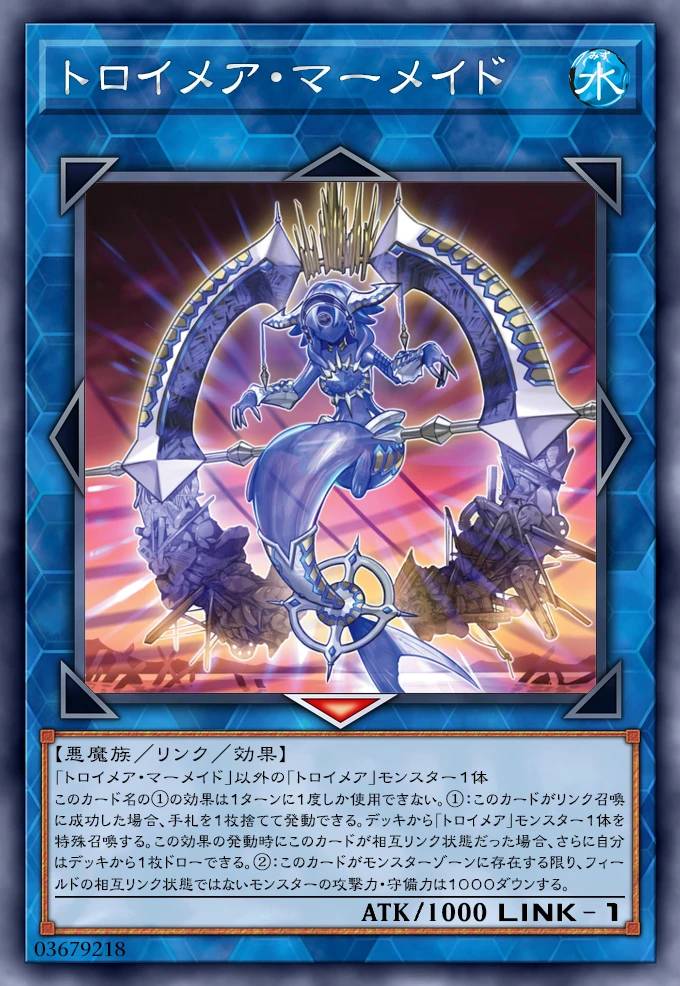 トロイメア・マーメイド
みず
水
【悪魔族／リンク／効果】
「トロイメア・マーメイド」以外の「トロイメア」モンスター１体
このカード名の①の効果は１ターンに１度しか使用できない。①：このカードがリンク召喚
に成功した場合、手札を１枚捨てて発動できる。デッキから「トロイメア」モンスター１体を
特殊召喚する。この効果の発動時にこのカードが相互リンク状態だった場合、さらに自分
はデッキから１枚ドローできる。②：このカードがモンスターゾーンに存在する限り、フィー
ルドの相互リンク状態ではないモンスターの攻撃力・守備力は１０００ダウンする。
ATK/1000 LINK－1
03679218